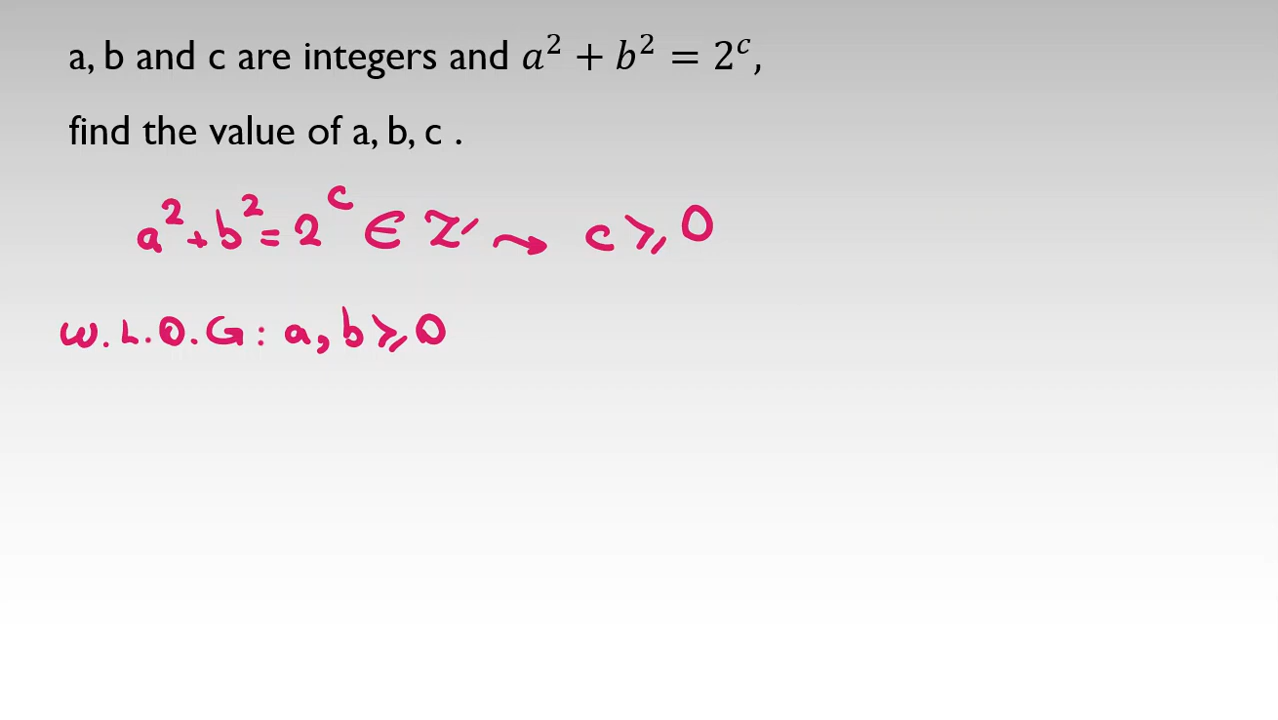 a, b and c are integers and a² + b² = 2ᶜ,
find the value of a, b, c .
a² + b² = 2ᶜ ∈ ℤ ⇝ c ⩾ 0
W.L.O.G : a, b ⩾ 0